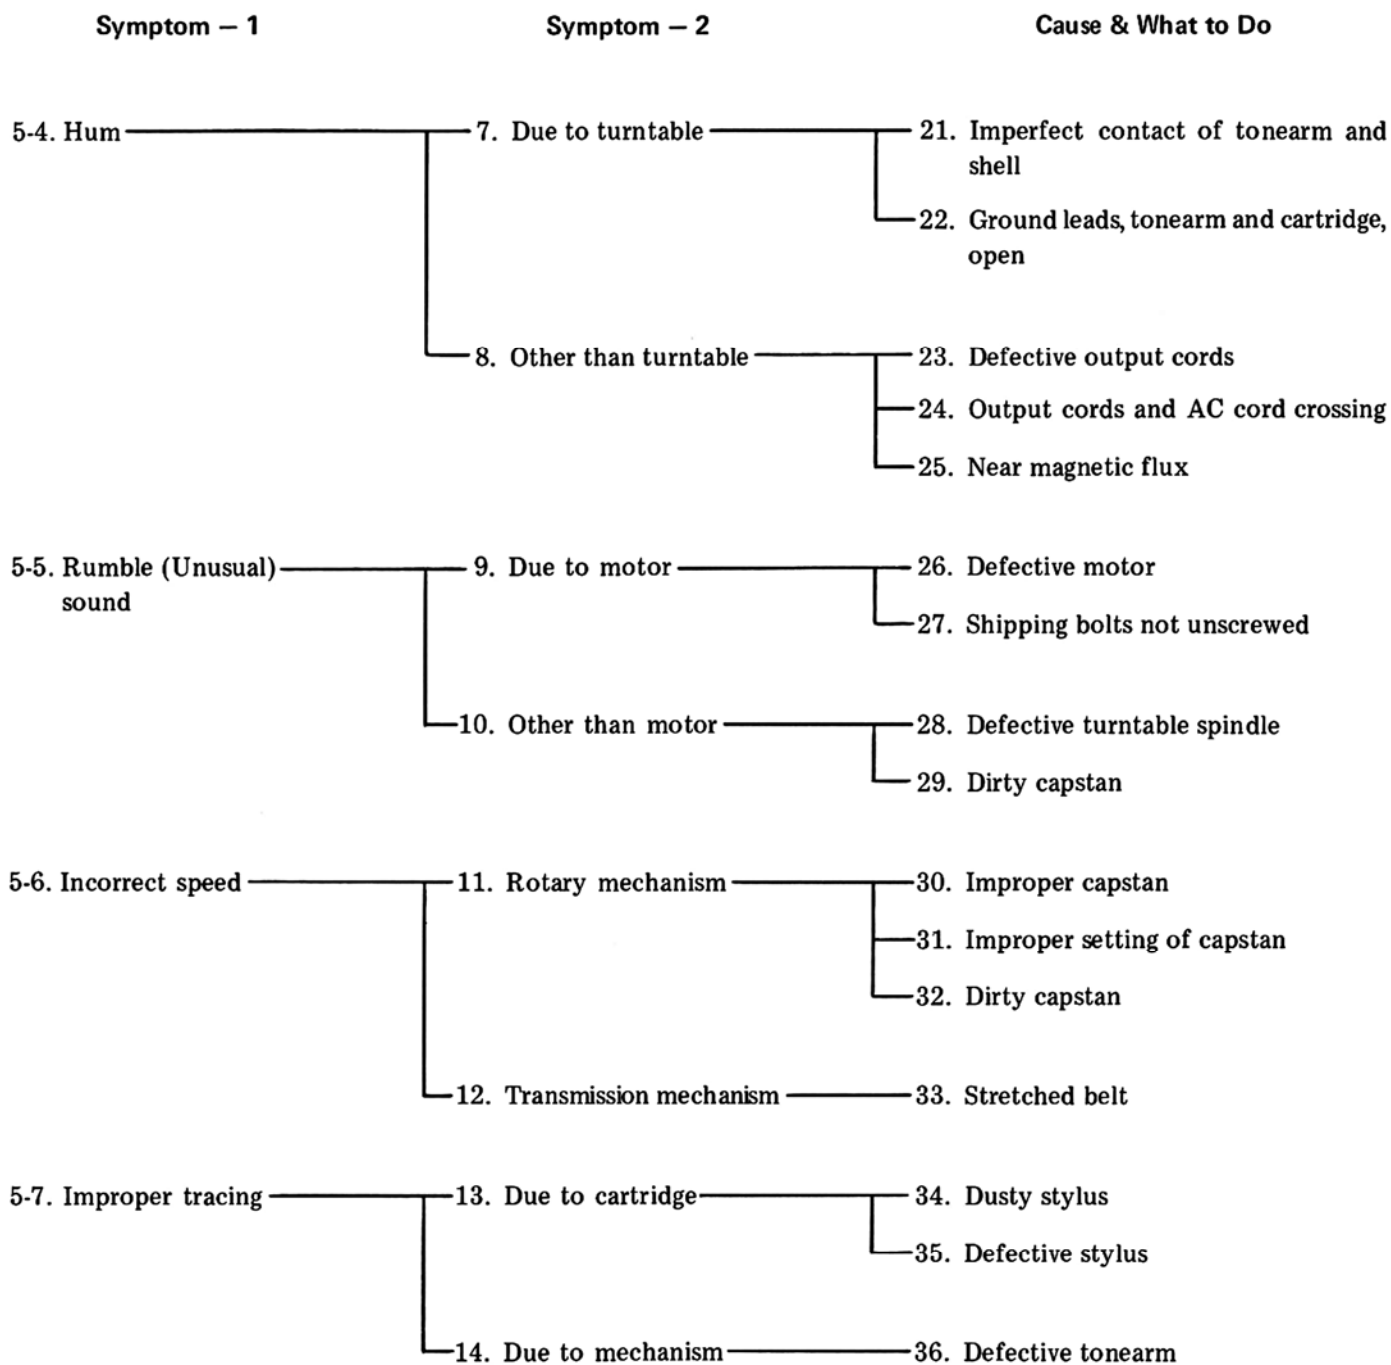 Symptom — 1 Symptom — 2 Cause & What to Do
5-4. Hum 7. Due to turntable 21. Imperfect contact of tonearm and
shell
22. Ground leads, tonearm and cartridge,
open
8. Other than turntable 23. Defective output cords
24. Output cords and AC cord crossing
25. Near magnetic flux
5-5. Rumble (Unusual) 9. Due to motor 26. Defective motor
sound
27. Shipping bolts not unscrewed
10. Other than motor 28. Defective turntable spindle
29. Dirty capstan
5-6. Incorrect speed 11. Rotary mechanism 30. Improper capstan
31. Improper setting of capstan
32. Dirty capstan
12. Transmission mechanism 33. Stretched belt
5-7. Improper tracing 13. Due to cartridge 34. Dusty stylus
35. Defective stylus
14. Due to mechanism 36. Defective tonearm